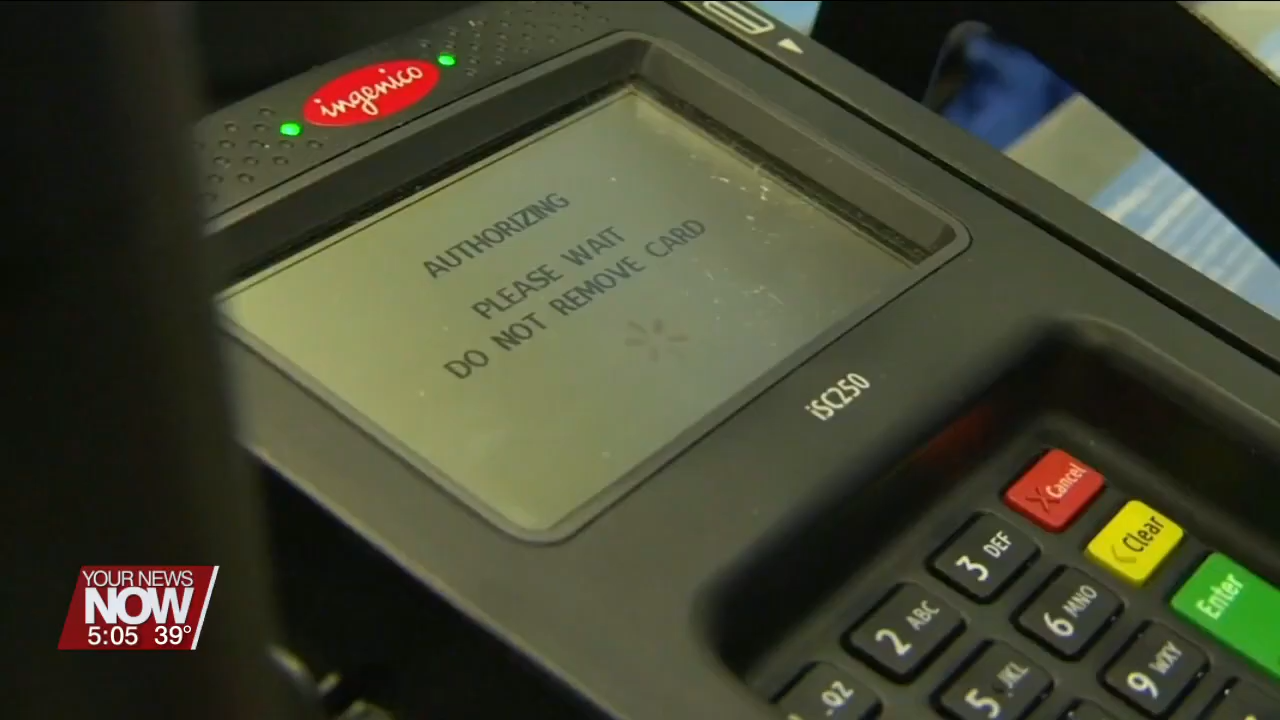 ingenico
AUTHORIZING
PLEASE WAIT
DO NOT REMOVE CARD
iSC250
Cancel
Clear
Enter
3 DEF
2 ABC
6 MNO
9 WXY
5 JKL
QZ
YOUR NEWS
NOW
5:05 39°